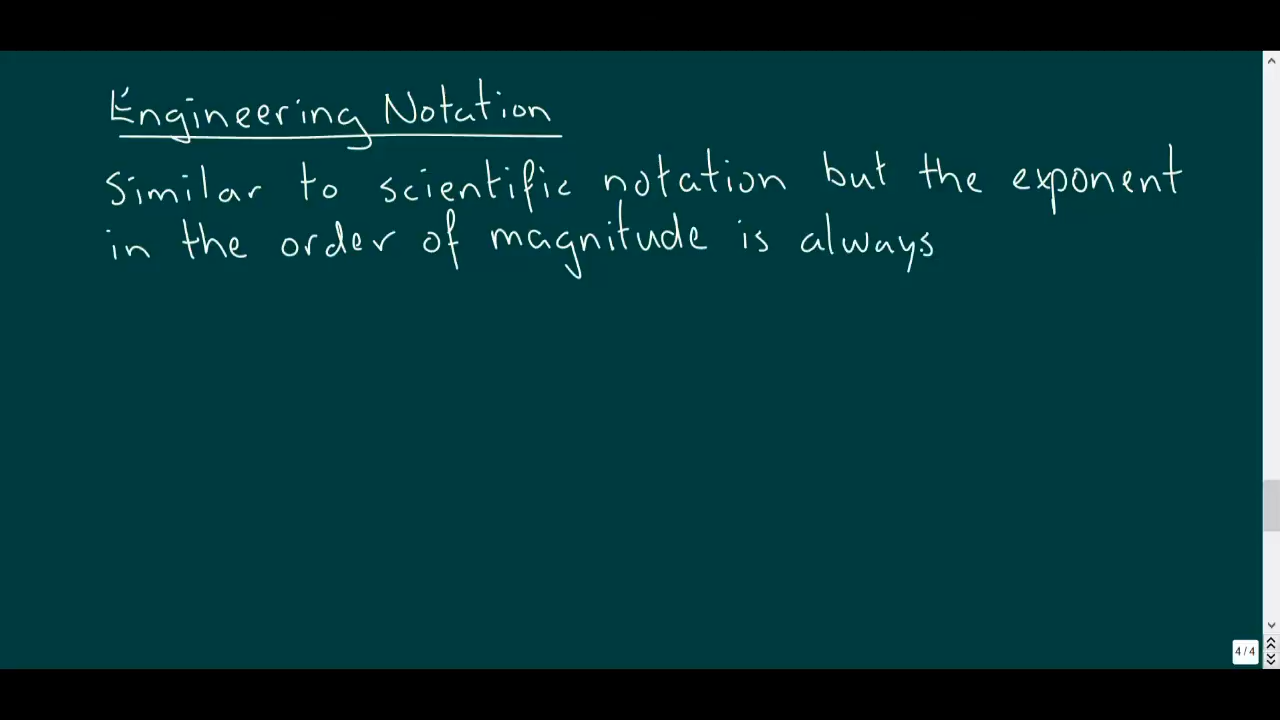 Engineering Notation
Similar to scientific notation but the exponent
in the order of magnitude is always
4/4